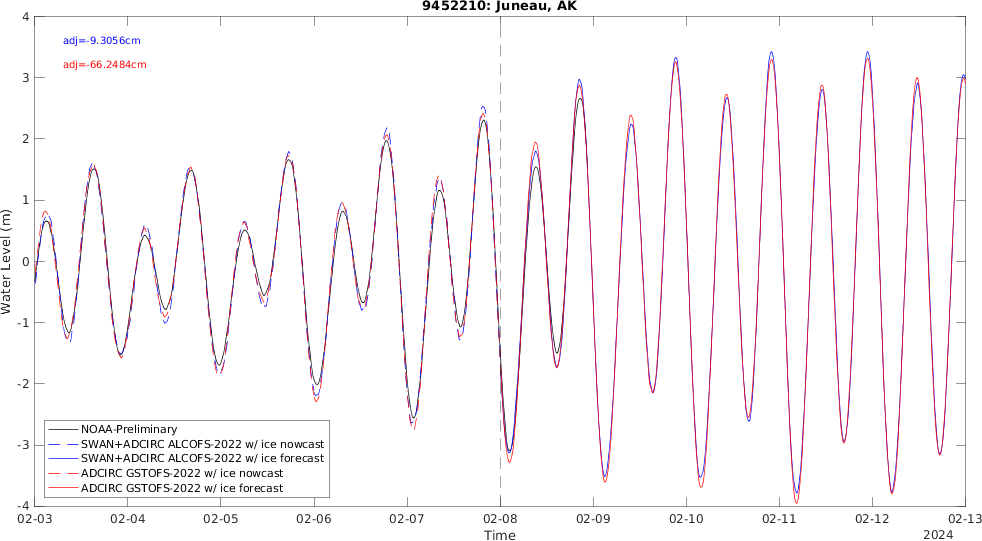 9452210: Juneau, AK
adj=-9.3056cm
adj=-66.2484cm
4
3
2
1
0
-1
-2
-3
-4
Water Level (m)
NOAA-Preliminary
SWAN+ADCIRC ALCOFS-2022 w/ ice nowcast
SWAN+ADCIRC ALCOFS-2022 w/ ice forecast
ADCIRC GSTOFS-2022 w/ ice nowcast
ADCIRC GSTOFS-2022 w/ ice forecast
02-03 02-04 02-05 02-06 02-07 02-08 02-09 02-10 02-11 02-12 02-13
Time
2024